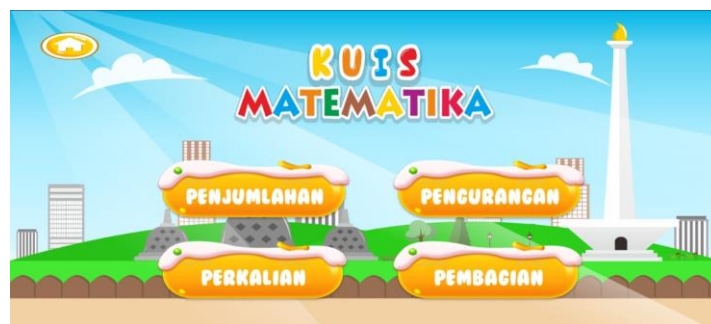 KUIS
MATEMATIKA
PENJUMLAHAN
PENGURANGAN
PERKALIAN
PEMBAGIAN